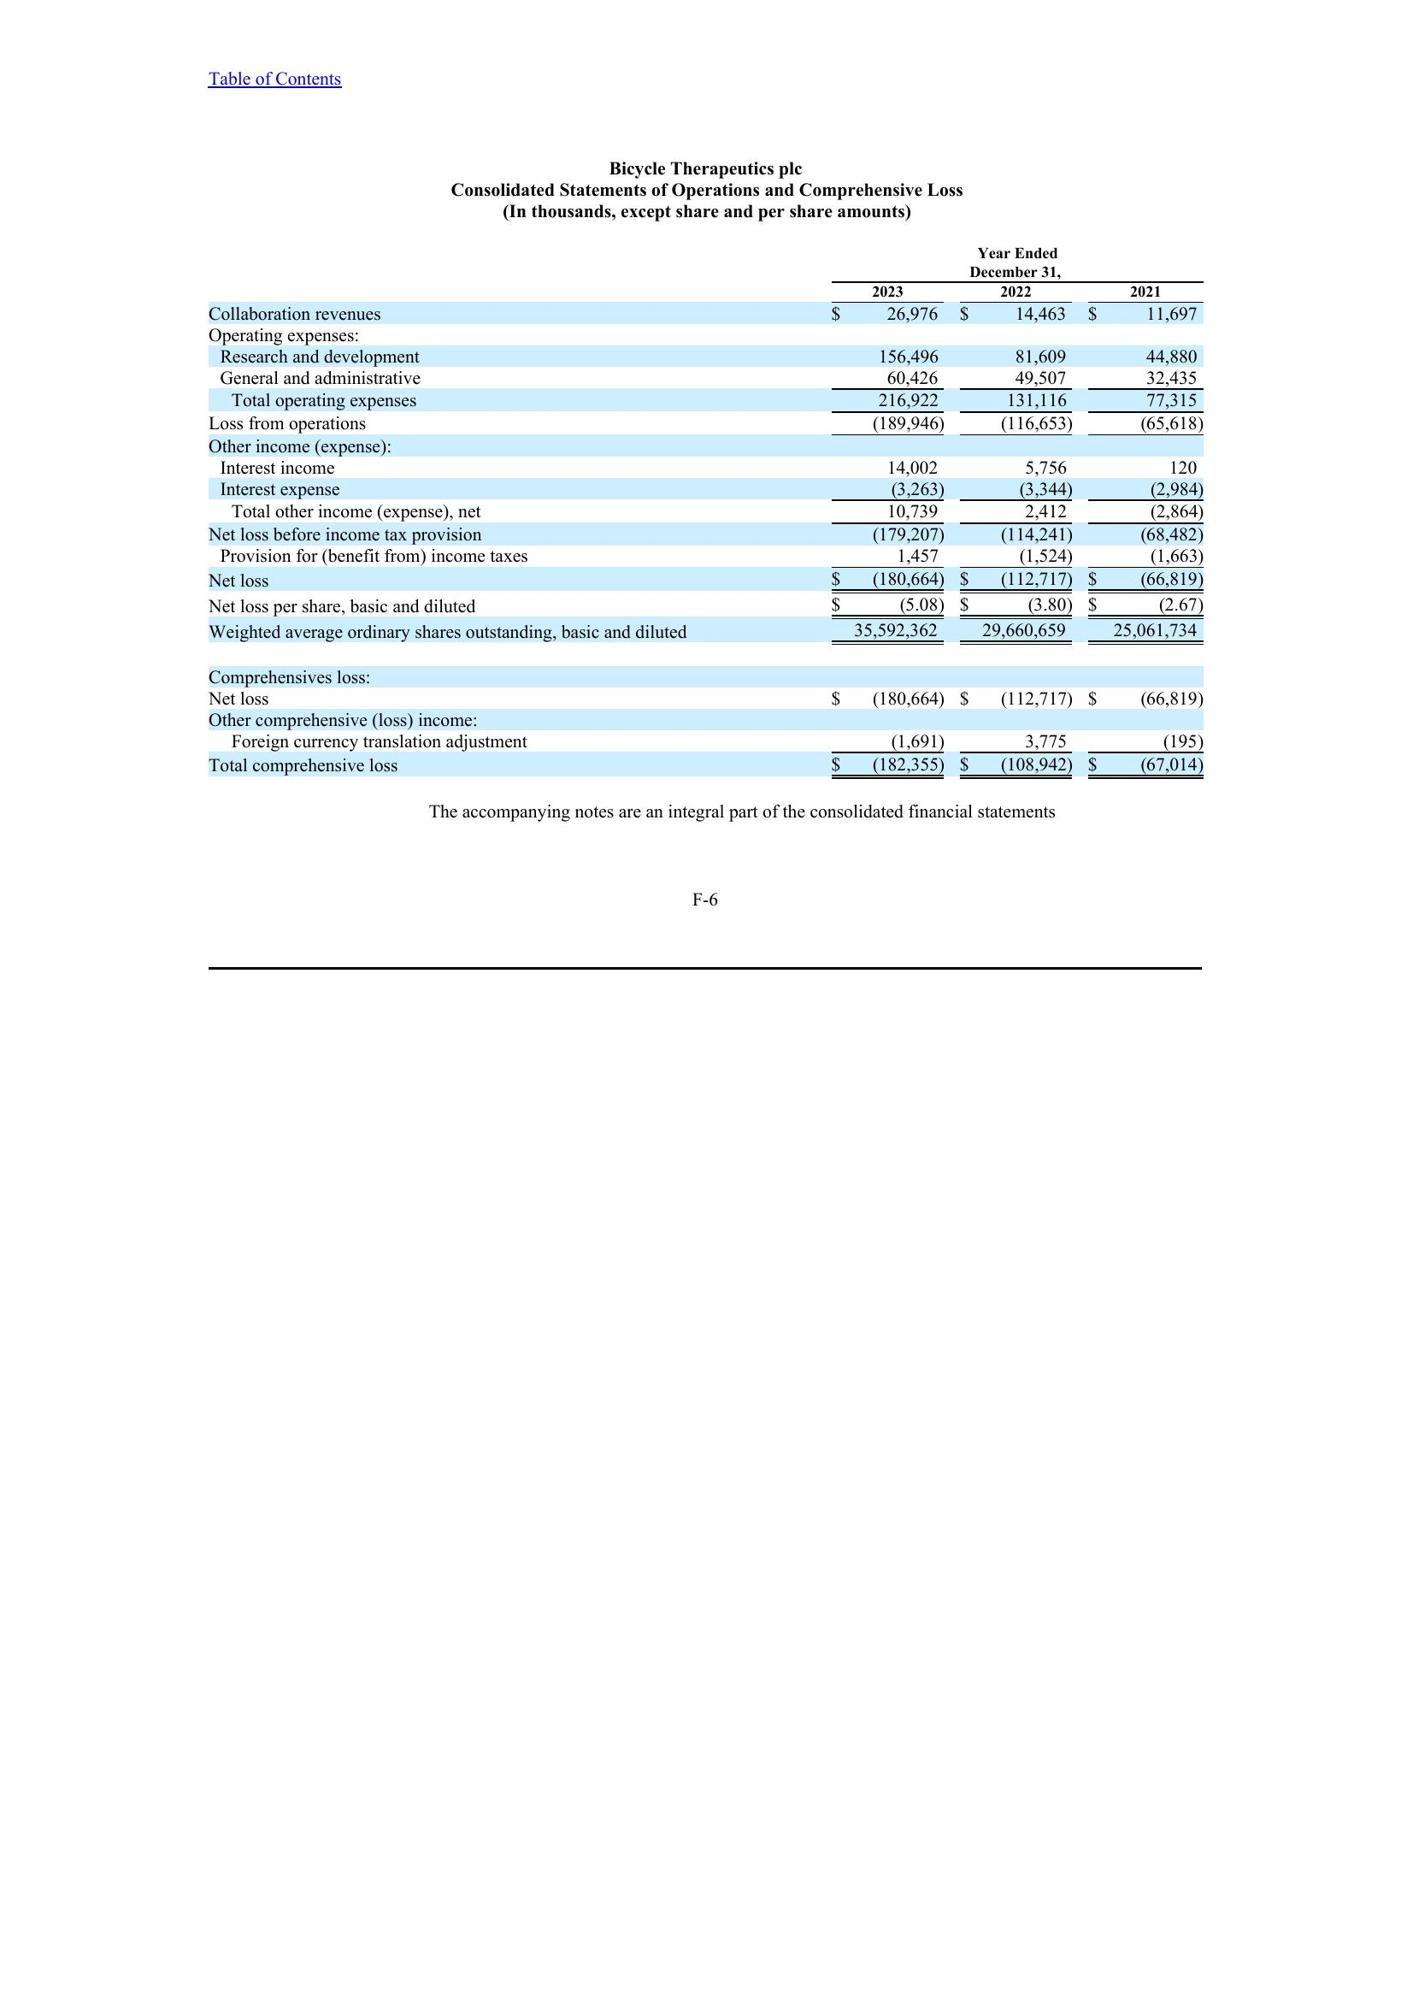 Table of Contents
Bicycle Therapeutics plc
Consolidated Statements of Operations and Comprehensive Loss
(In thousands, except share and per share amounts)
Year Ended
December 31,
2023 2022 2021
Collaboration revenues $ 26,976 $ 14,463 $ 11,697
Operating expenses:
Research and development 156,496 81,609 44,880
General and administrative 60,426 49,507 32,435
Total operating expenses 216,922 131,116 77,315
Loss from operations (189,946) (116,653) (65,618)
Other income (expense):
Interest income 14,002 5,756 120
Interest expense (3,263) (3,344) (2,984)
Total other income (expense), net 10,739 2,412 (2,864)
Net loss before income tax provision (179,207) (114,241) (68,482)
Provision for (benefit from) income taxes 1,457 (1,524) (1,663)
Net loss $ (180,664) $ (112,717) $ (66,819)
Net loss per share, basic and diluted $ (5.08) $ (3.80) $ (2.67)
Weighted average ordinary shares outstanding, basic and diluted 35,592,362 29,660,659 25,061,734
Comprehensives loss:
Net loss $ (180,664) $ (112,717) $ (66,819)
Other comprehensive (loss) income:
Foreign currency translation adjustment (1,691) 3,775 (195)
Total comprehensive loss $ (182,355) $ (108,942) $ (67,014)
The accompanying notes are an integral part of the consolidated financial statements
F-6